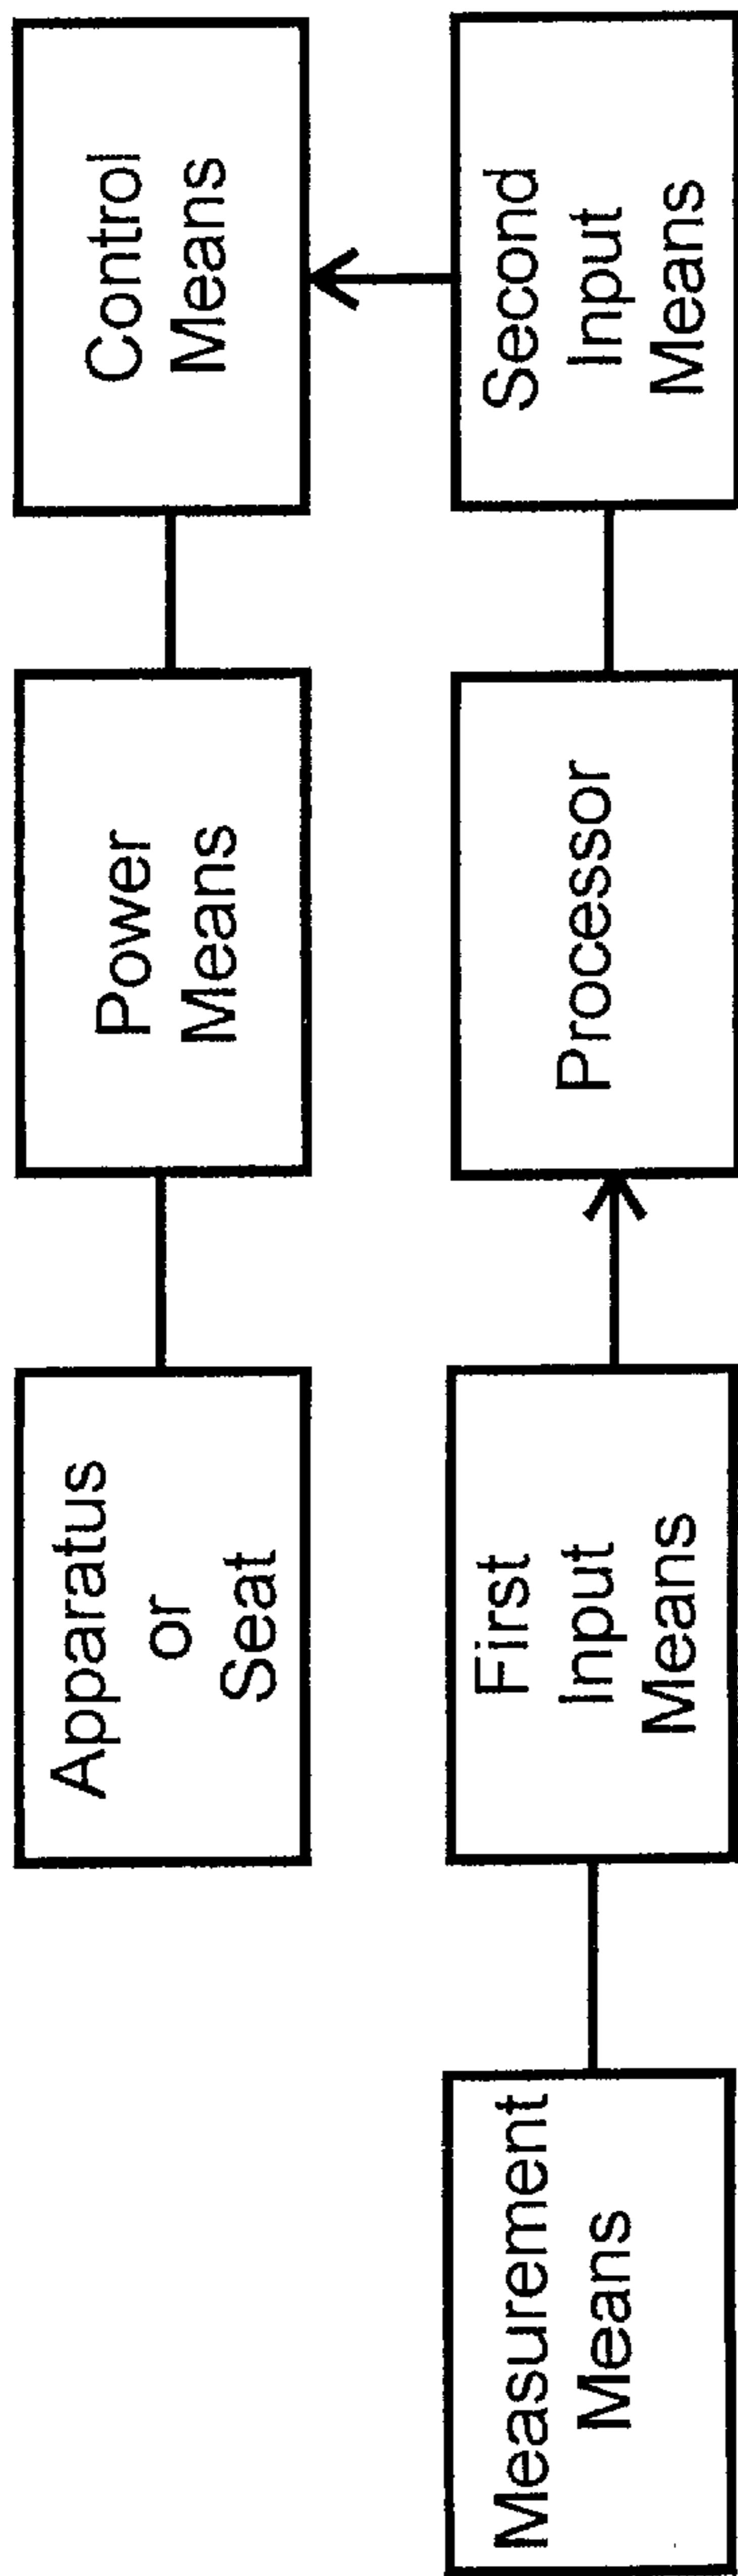 Apparatus
or
Seat
Power
Means
Control
Means
Measurement
Means
First
Input
Means
Processor
Second
Input
Means